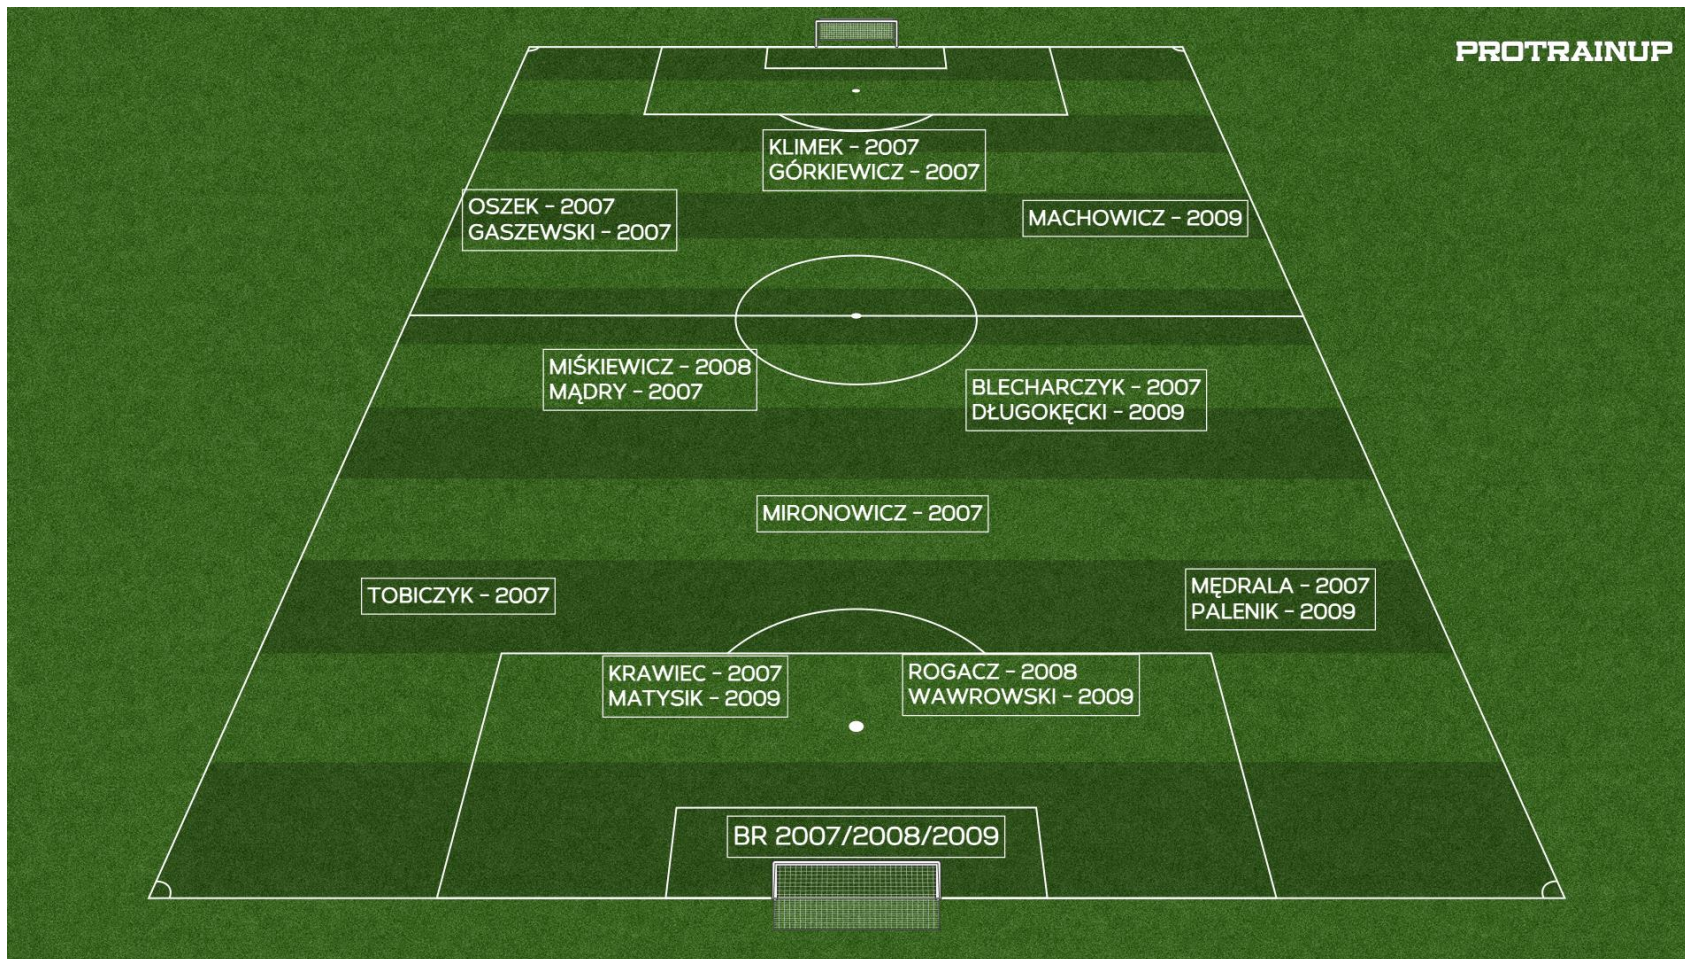 PROTRAINUP
KLIMEK - 2007
GÓRKIEWICZ - 2007
OSZEK - 2007
GASZEWSKI - 2007
MACHOWICZ - 2009
MIŚKIEWICZ - 2008
MĄDRY - 2007
BLECHARCZYK - 2007
DŁUGOKĘCKI - 2009
MIRONOWICZ - 2007
TOBICZYK - 2007
MĘDRALA - 2007
PALENIK - 2009
KRAWIEC - 2007
MATYSIK - 2009
ROGACZ - 2008
WAWROWSKI - 2009
BR 2007/2008/2009